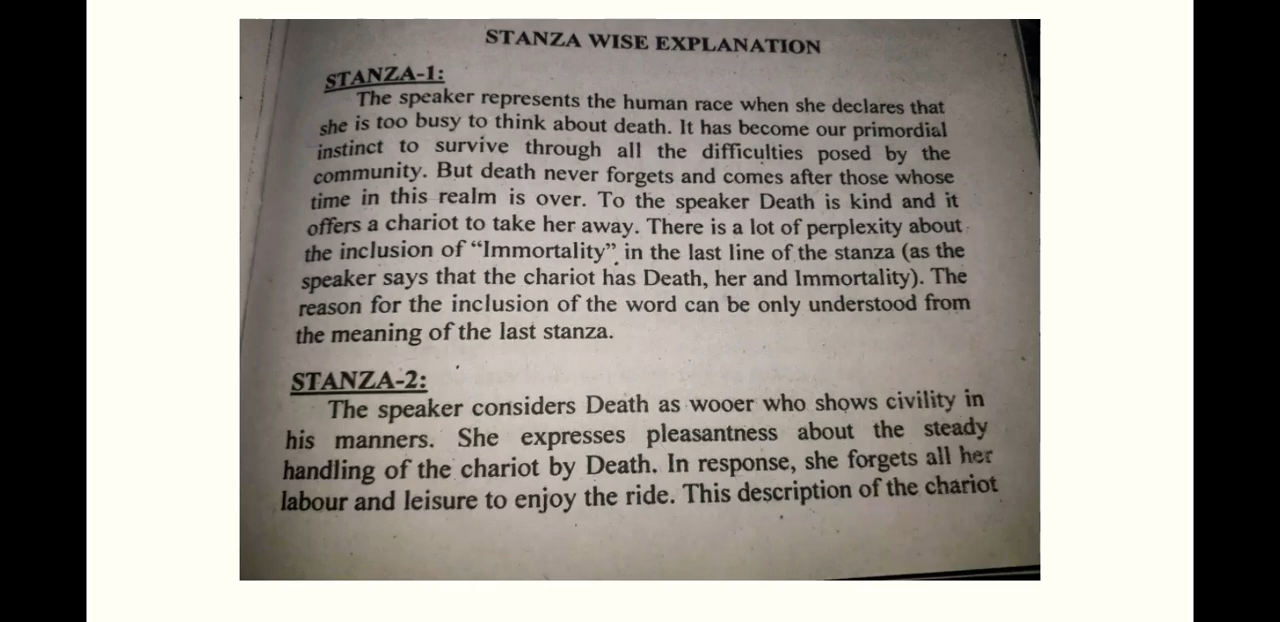 STANZA WISE EXPLANATION
STANZA-1:
The speaker represents the human race when she declares that
she is too busy to think about death. It has become our primordial
instinct to survive through all the difficulties posed by the
community. But death never forgets and comes after those whose
time in this realm is over. To the speaker Death is kind and it
offers a chariot to take her away. There is a lot of perplexity about
the inclusion of “Immortality” in the last line of the stanza (as the
speaker says that the chariot has Death, her and Immortality). The
reason for the inclusion of the word can be only understood from
the meaning of the last stanza.
STANZA-2:
The speaker considers Death as wooer who shows civility in
his manners. She expresses pleasantness about the steady
handling of the chariot by Death. In response, she forgets all her
labour and leisure to enjoy the ride. This description of the chariot